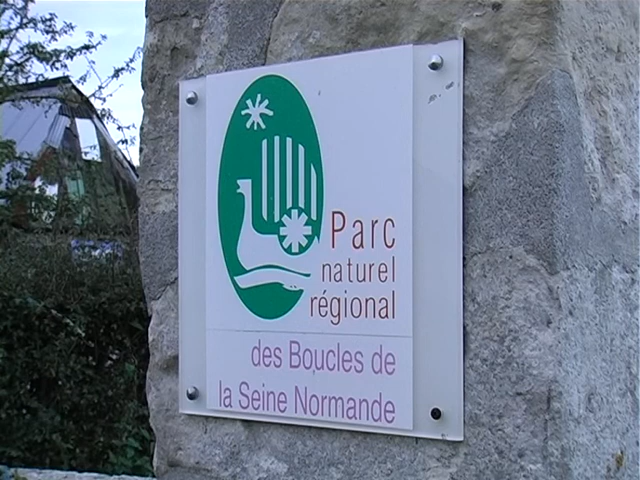 Parc
naturel
régional
des Boucles de
la Seine Normande